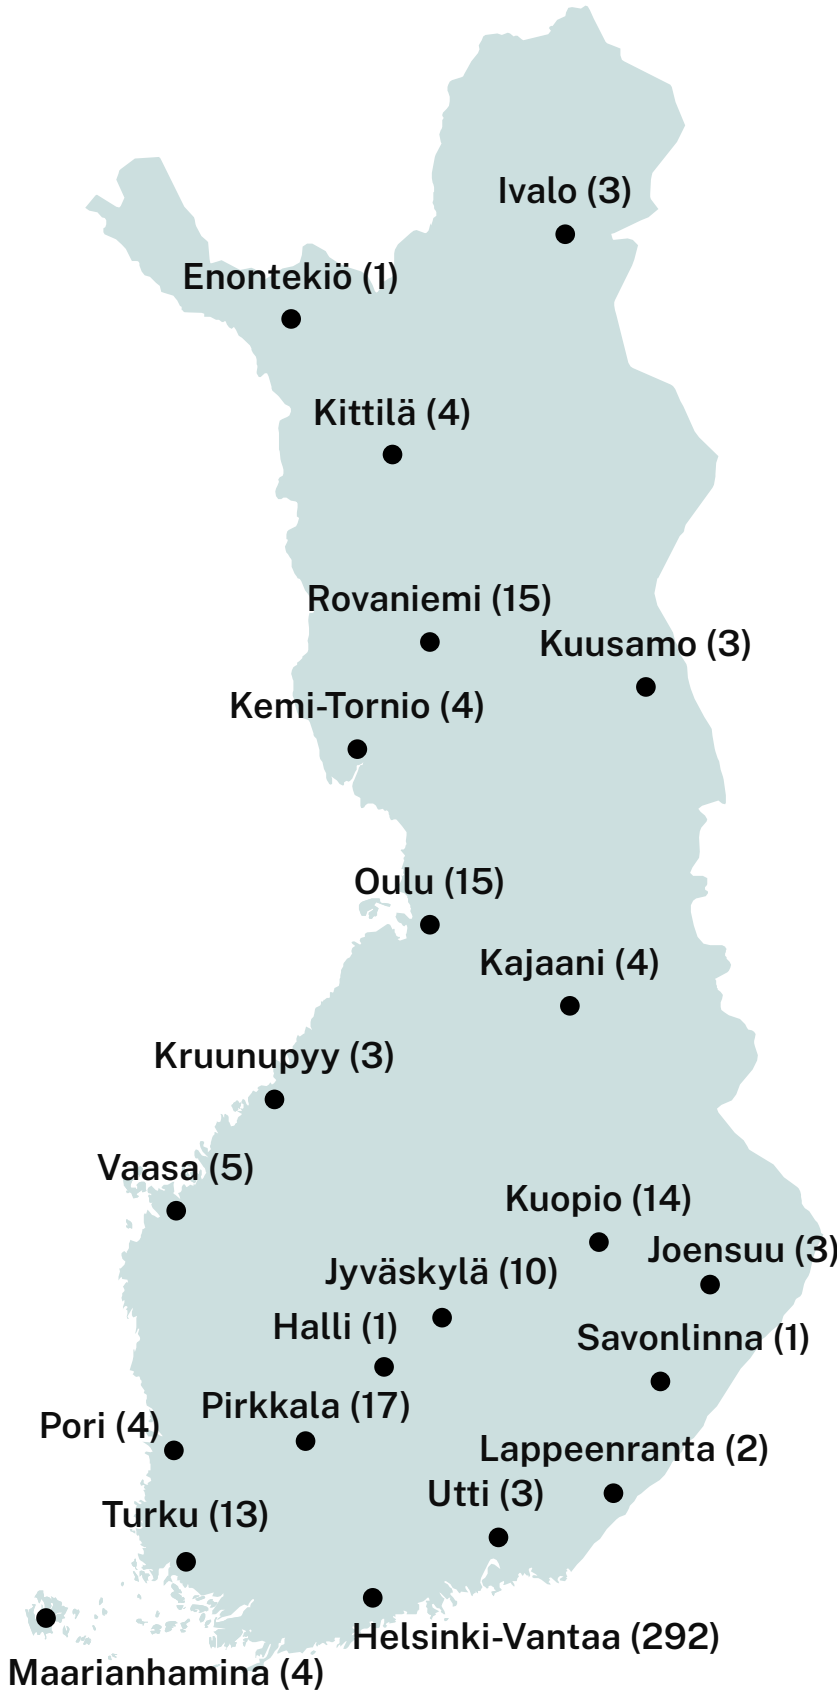 Ivalo (3)
Enontekiö (1)
Kittilä (4)
Rovaniemi (15)
Kuusamo (3)
Kemi-Tornio (4)
Oulu (15)
Kajaani (4)
Kruunupyy (3)
Vaasa (5)
Kuopio (14)
Joensuu (3)
Jyväskylä (10)
Halli (1)
Savonlinna (1)
Pirkkala (17)
Pori (4)
Lappeenranta (2)
Utti (3)
Turku (13)
Helsinki-Vantaa (292)
Maarianhamina (4)